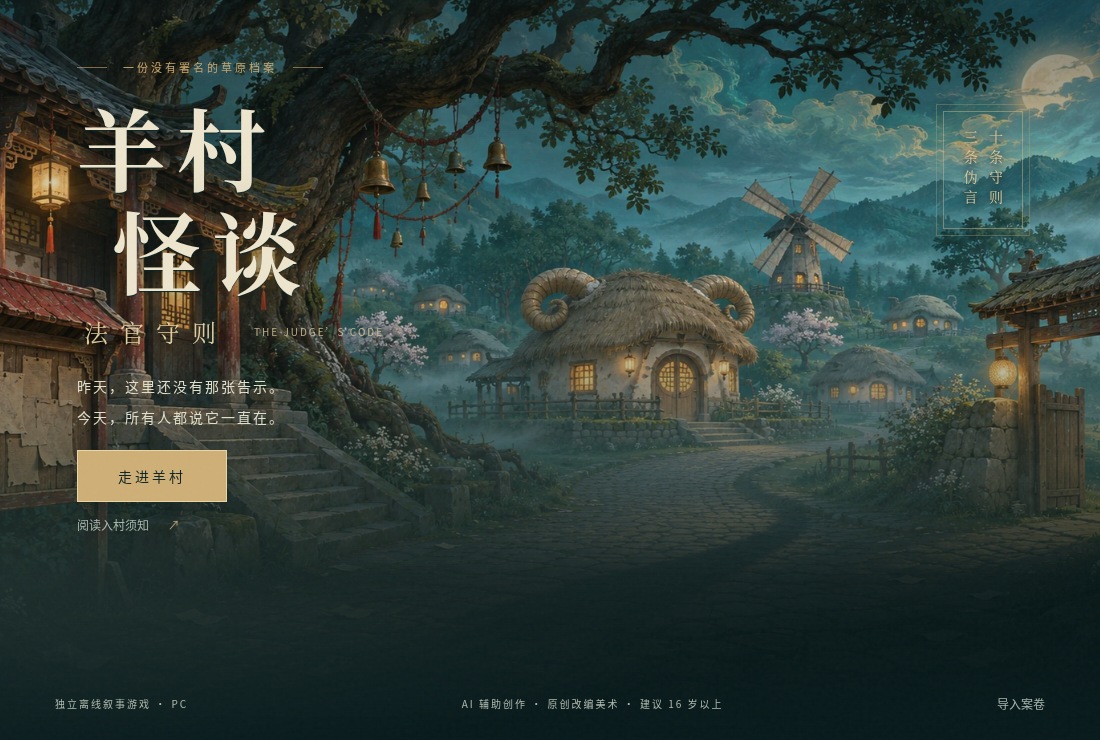 一份没有署名的草原档案
羊村
怪谈
法官守则 THE JUDGE'S CODE
十条守则
三条伪言
昨天，这里还没有那张告示。
今天，所有人都说它一直在。
走进羊村
阅读入村须知 ↗
独立离线叙事游戏 · PC
AI 辅助创作 · 原创改编美术 · 建议 16 岁以上
导入案卷